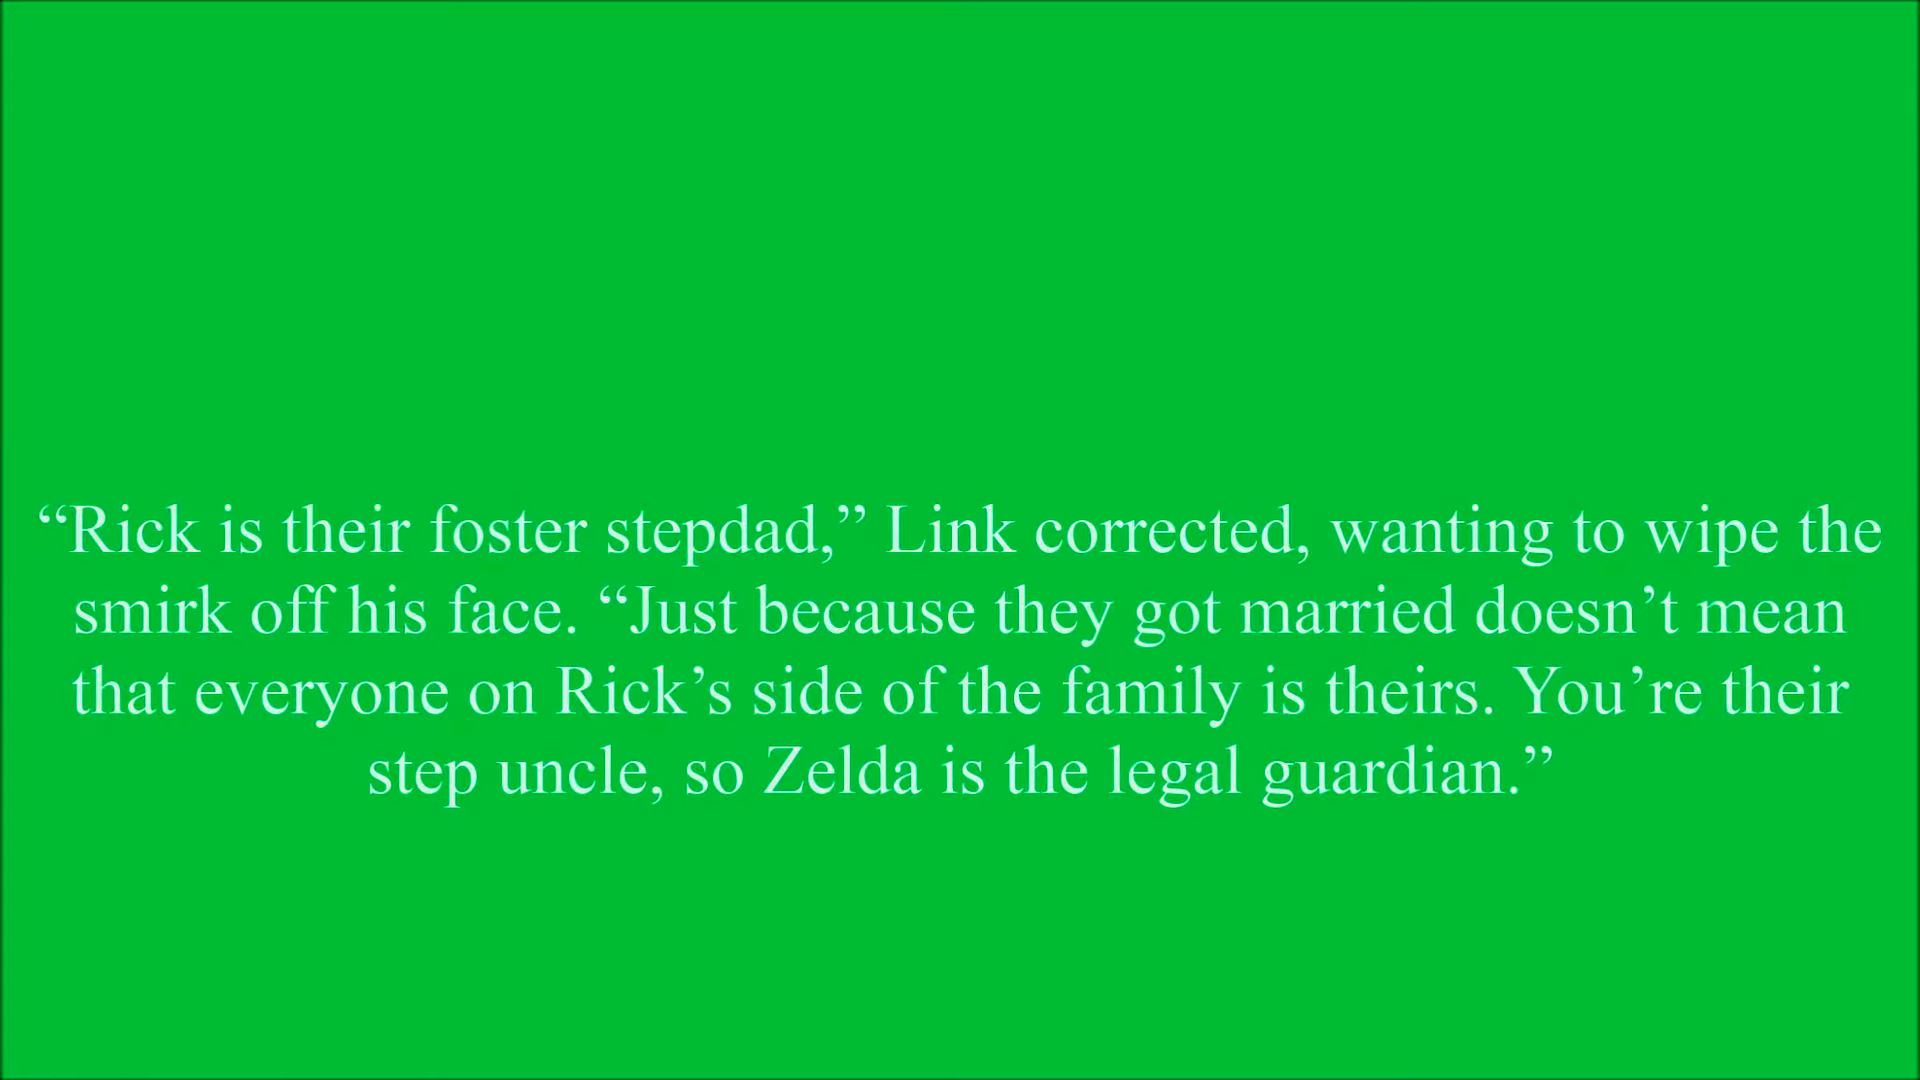 “Rick is their foster stepdad,” Link corrected, wanting to wipe the
smirk off his face. “Just because they got married doesn’t mean
that everyone on Rick’s side of the family is theirs. You’re their
step uncle, so Zelda is the legal guardian.”